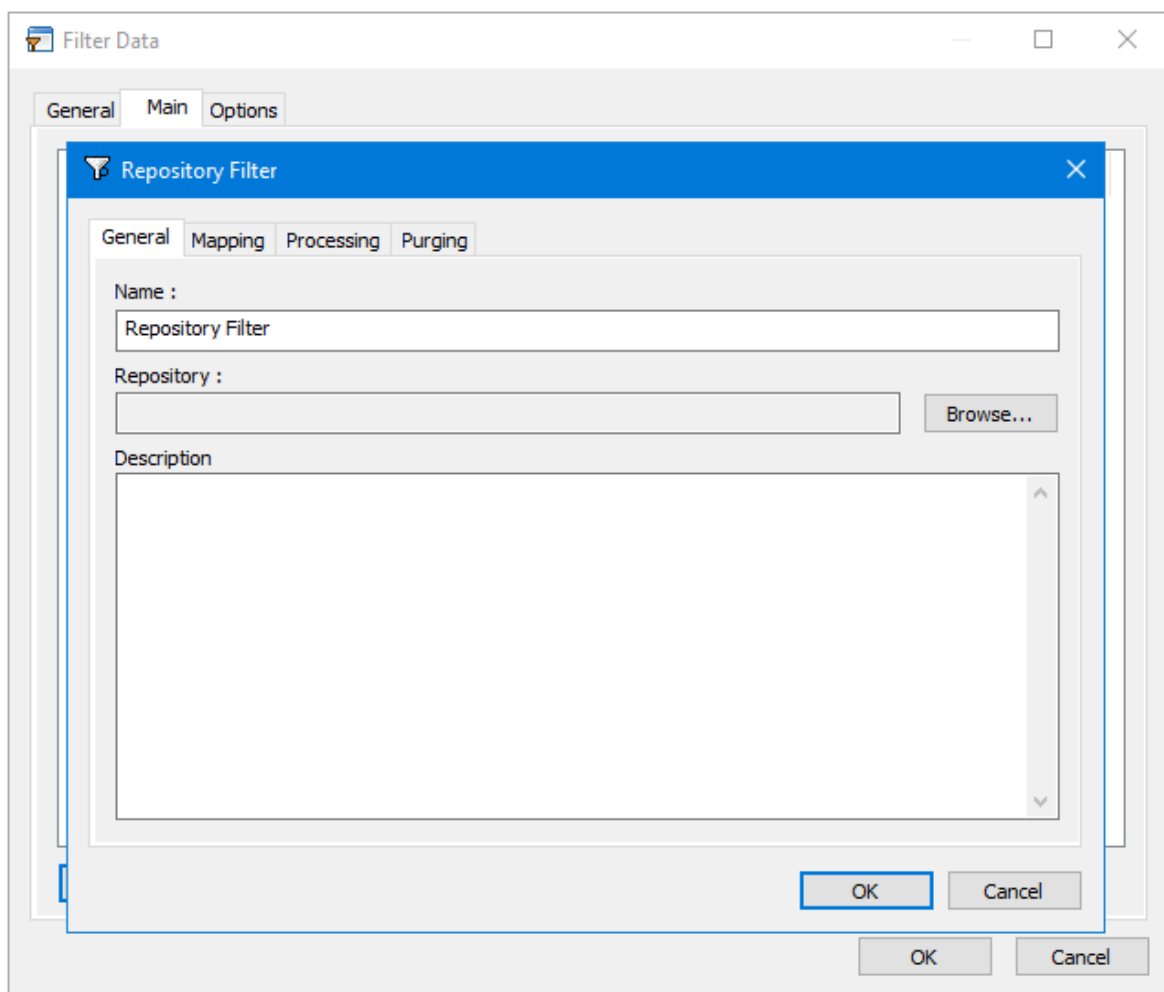 Filter Data
General Main Options
Repository Filter
General Mapping Processing Purging
Name :
Repository Filter
Repository :
Browse...
Description
OK Cancel
OK Cancel